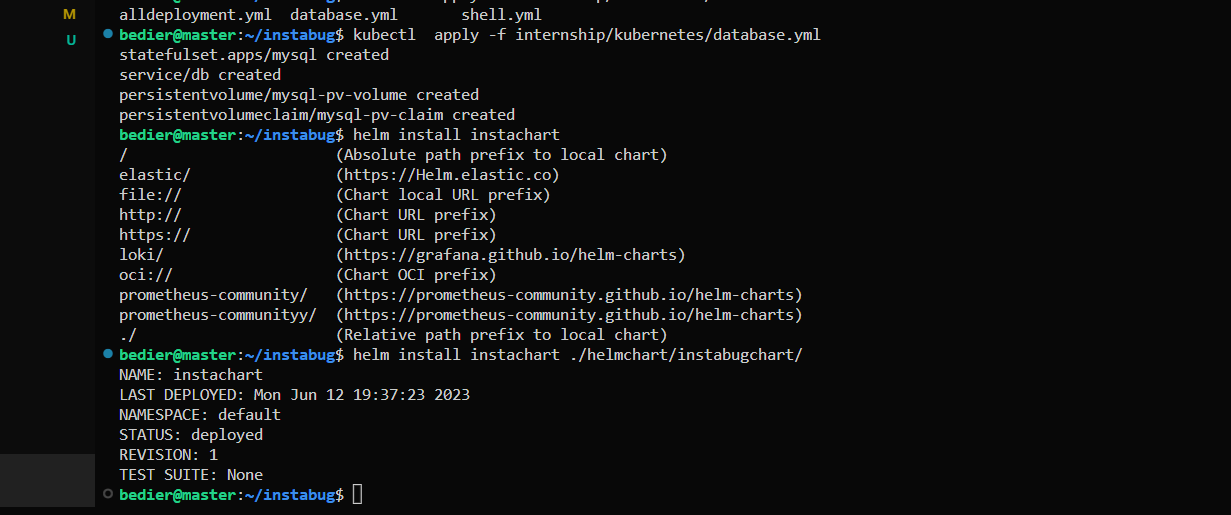 M
U
alldeployment.yml  database.yml       shell.yml
bedier@master:~/instabug$ kubectl  apply -f internship/kubernetes/database.yml
statefulset.apps/mysql created
service/db created
persistentvolume/mysql-pv-volume created
persistentvolumeclaim/mysql-pv-claim created
bedier@master:~/instabug$ helm install instachart
/                       (Absolute path prefix to local chart)
elastic/                (https://Helm.elastic.co)
file://                 (Chart local URL prefix)
http://                 (Chart URL prefix)
https://                (Chart URL prefix)
loki/                   (https://grafana.github.io/helm-charts)
oci://                  (Chart OCI prefix)
prometheus-community/   (https://prometheus-community.github.io/helm-charts)
prometheus-communityy/  (https://prometheus-community.github.io/helm-charts)
./                      (Relative path prefix to local chart)
bedier@master:~/instabug$ helm install instachart ./helmchart/instabugchart/
NAME: instachart
LAST DEPLOYED: Mon Jun 12 19:37:23 2023
NAMESPACE: default
STATUS: deployed
REVISION: 1
TEST SUITE: None
bedier@master:~/instabug$